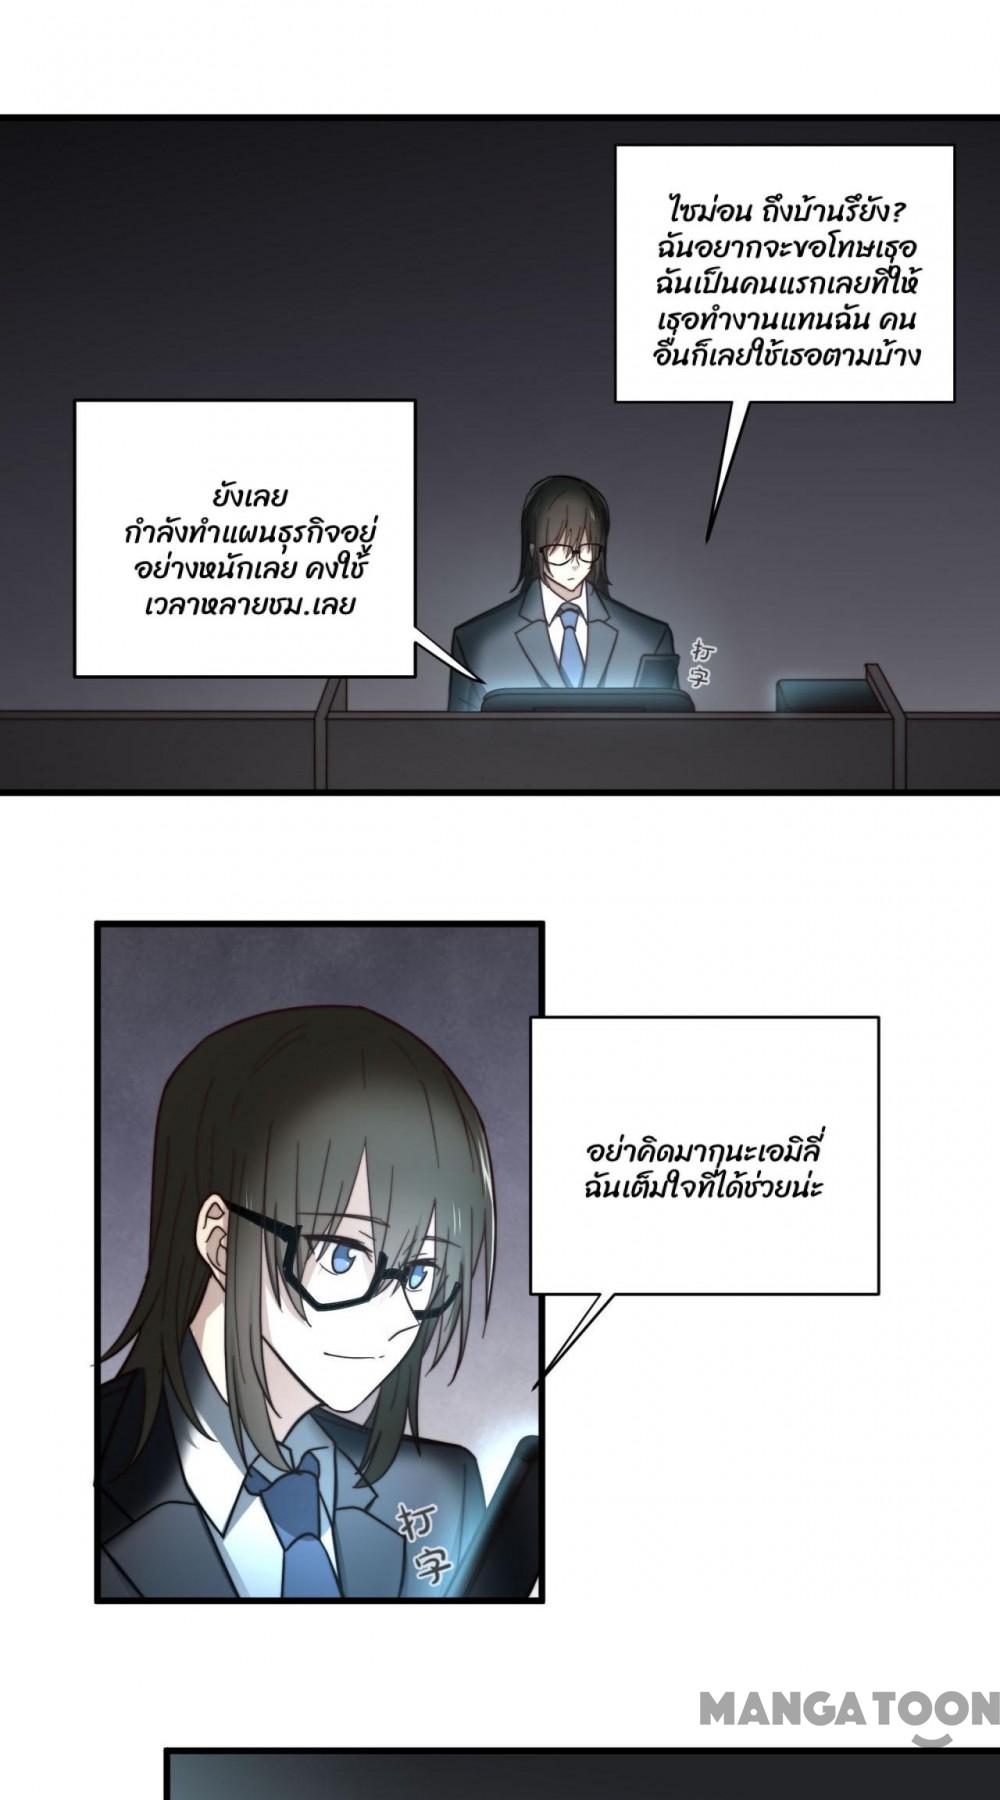 ไซม่อน ถึงบ้านรึยัง?
ฉันอยากจะขอโทษเธอ
ฉันเป็นคนแรกเลยที่ให้
เธอทำงานแทนฉัน คน
อื่นก็เลยใช้เธอตามบ้าง
ยังเลย
กำลังทำแผนธุรกิจอยู่
อย่างหนักเลย คงใช้
เวลาหลายชม.เลย
打
字
อย่าคิดมากนะเอมิลี่
ฉันเต็มใจที่ได้ช่วยน่ะ
打
字
MANGATOON